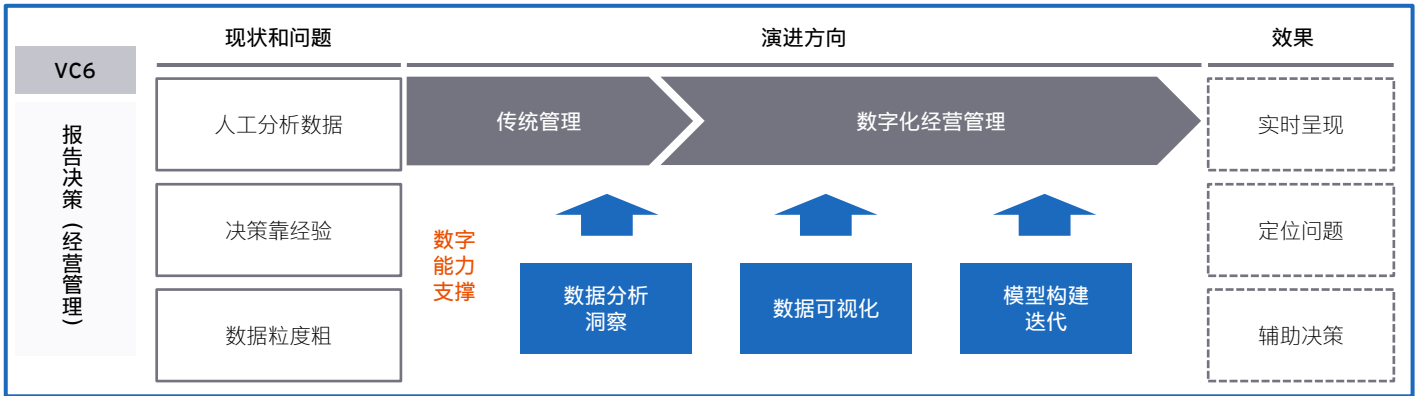 现状和问题
演进方向
效果
VC6
报告决策(经营管理)
人工分析数据
决策靠经验
数据粒度粗
传统管理
数字化经营管理
数字
能力
支撑
数据分析
洞察
数据可视化
模型构建
迭代
实时呈现
定位问题
辅助决策